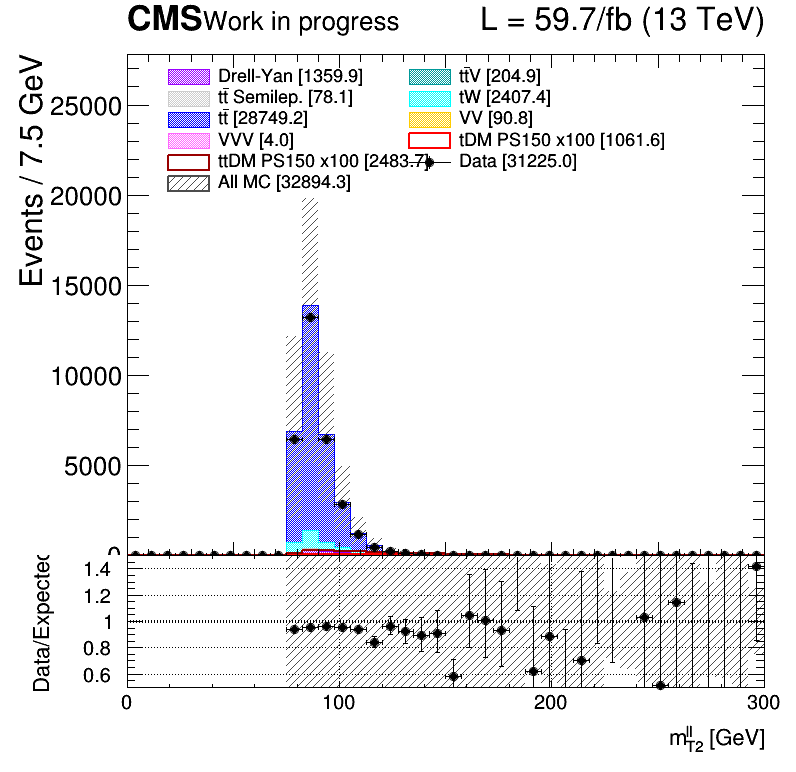 CMS Work in progress L = 59.7/fb (13 TeV)
Events / 7.5 GeV
Drell-Yan [1359.9] tt̄V [204.9]
tt̄ Semilep. [78.1] tW [2407.4]
tt̄ [28749.2] VV [90.8]
VVV [4.0] tDM PS150 x100 [1061.6]
ttDM PS150 x100 [2483.7] Data [31225.0]
All MC [32894.3]
25000
20000
15000
10000
5000
0
Data/Expected
1.4
1.2
1
0.8
0.6
0 100 200 300
m_{T2}^{ll} [GeV]